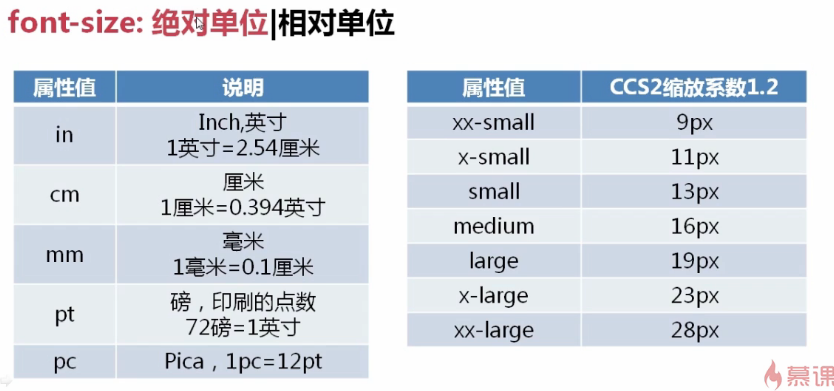 font-size: 绝对单位|相对单位
属性值 说明
in Inch,英寸
1英寸=2.54厘米
cm 厘米
1厘米=0.394英寸
mm 毫米
1毫米=0.1厘米
pt 磅，印刷的点数
72磅=1英寸
pc Pica，1pc=12pt
属性值 CCS2缩放系数1.2
xx-small 9px
x-small 11px
small 13px
medium 16px
large 19px
x-large 23px
xx-large 28px
慕课